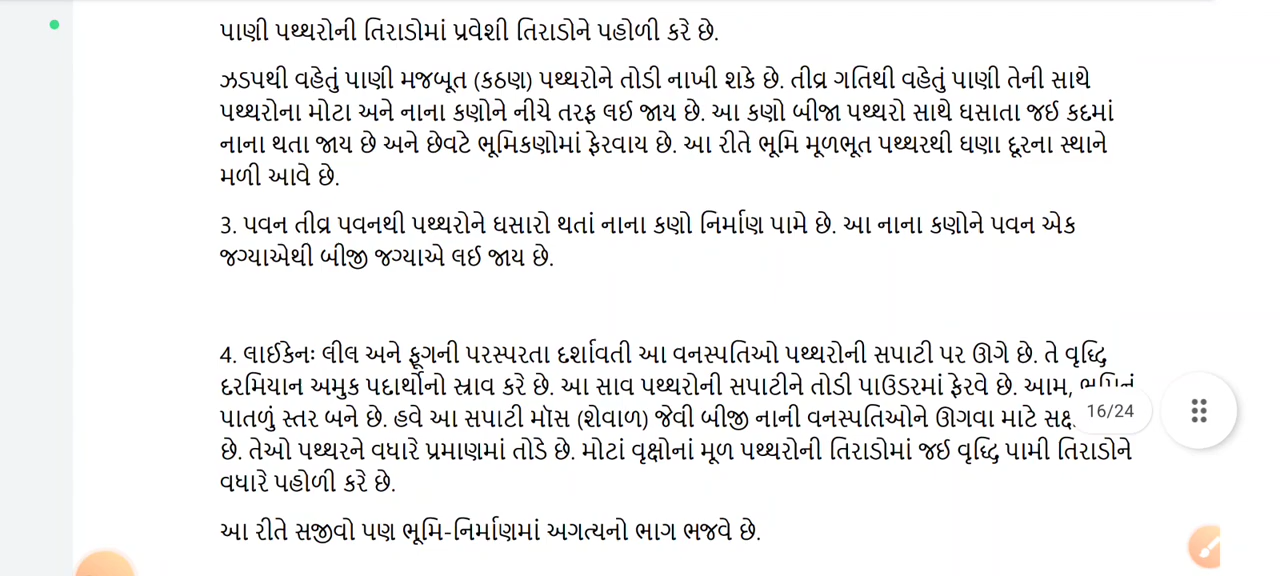 પાણી પથ્થરોની તિરાડોમાં પ્રવેશી તિરાડોને પહોળી કરે છે.
ઝડપથી વહેતું પાણી મજબૂત (કઠણ) પથ્થરોને તોડી નાખી શકે છે. તીવ્ર ગતિથી વહેતું પાણી તેની સાથે
પથ્થરોના મોટા અને નાના કણોને નીચે તરફ લઈ જાય છે. આ કણો બીજા પથ્થરો સાથે ઘસાતા જઈ કદમાં
નાના થતા જાય છે અને છેવટે ભૂમિકણોમાં ફેરવાય છે. આ રીતે ભૂમિ મૂળભૂત પથ્થરથી ઘણા દૂરના સ્થાને
મળી આવે છે.
3. પવન તીવ્ર પવનથી પથ્થરોને ઘસારો થતાં નાના કણો નિર્માણ પામે છે. આ નાના કણોને પવન એક
જગ્યાએથી બીજી જગ્યાએ લઈ જાય છે.
4. લાઈકેનઃ લીલ અને ફૂગની પરસ્પરતા દર્શાવતી આ વનસ્પતિઓ પથ્થરોની સપાટી પર ઊગે છે. તે વૃદ્ધિ
દરમિયાન અમુક પદાર્થોનો સ્ત્રાવ કરે છે. આ સાવ પથ્થરોની સપાટીને તોડી પાઉડરમાં ફેરવે છે. આમ,
પાતળું સ્તર બને છે. હવે આ સપાટી મૉસ (શેવાળ) જેવી બીજી નાની વનસ્પતિઓને ઊગવા માટે
છે. તેઓ પથ્થરને વધારે પ્રમાણમાં તોડે છે. મોટાં વૃક્ષોનાં મૂળ પથ્થરોની તિરાડોમાં જઈ વૃદ્ધિ પામી તિરાડોને
વધારે પહોળી કરે છે.
આ રીતે સજીવો પણ ભૂમિ-નિર્માણમાં અગત્યનો ભાગ ભજવે છે.
16/24